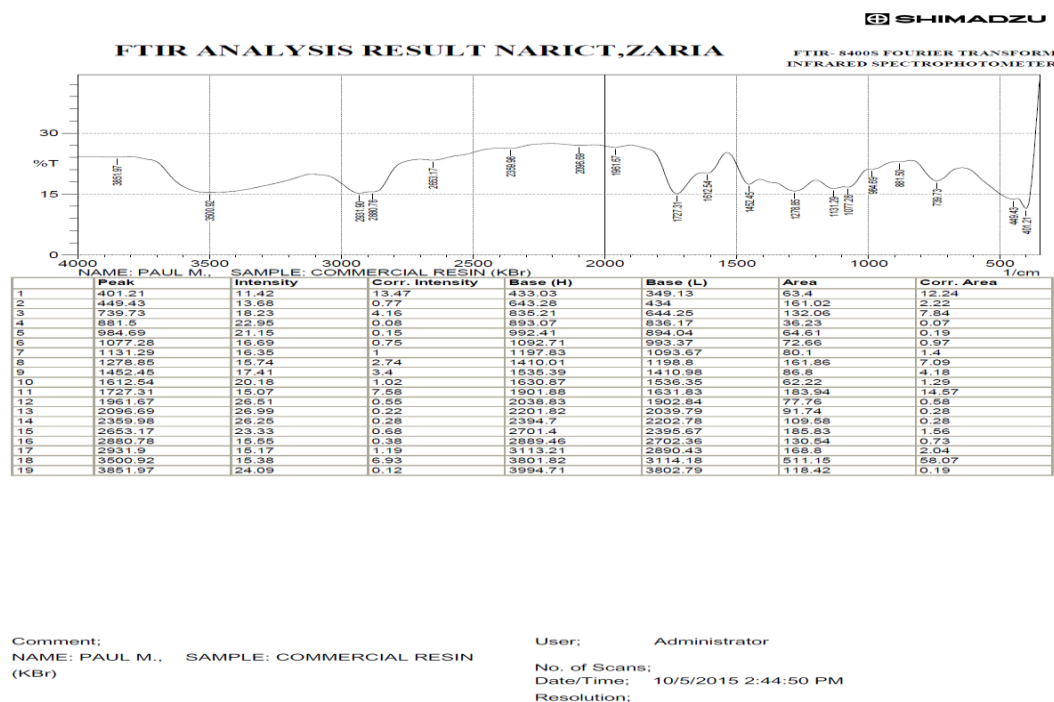 SHIMADZU
FTIR ANALYSIS RESULT NARICT,ZARIA
FTIR- 8400S FOURIER TRANSFORM
INFRARED SPECTROPHOTOMETER
30
%T
15
0
3851.97
3500.92
2931.90
2880.78
2653.17
2359.98
2096.69
1961.67
1727.31
1612.54
1452.45
1278.85
1131.29
1077.28
984.69
881.50
739.73
449.43
401.21
4000 3500 3000 2500 2000 1500 1000 500
NAME: PAUL M., SAMPLE: COMMERCIAL RESIN (KBr) 1/cm
Peak Intensity Corr. Intensity Base (H) Base (L) Area Corr. Area
1 401.21 11.42 13.47 433.03 349.13 63.4 12.24
2 449.43 13.68 0.77 643.28 434 161.02 2.22
3 739.73 18.23 4.16 835.21 644.25 132.06 7.84
4 881.5 22.95 0.08 893.07 836.17 36.23 0.07
5 984.69 21.15 0.15 992.41 894.04 64.61 0.19
6 1077.28 16.69 0.75 1092.71 993.37 72.66 0.97
7 1131.29 16.35 1 1197.83 1093.67 80.1 1.4
8 1278.85 15.74 2.74 1410.01 1198.8 161.86 7.09
9 1452.45 17.41 3.4 1535.39 1410.98 86.8 4.18
10 1612.54 20.18 1.02 1630.87 1536.35 62.22 1.29
11 1727.31 15.07 7.58 1901.88 1631.83 183.94 14.57
12 1961.67 26.51 0.55 2038.83 1902.84 77.76 0.58
13 2096.69 26.99 0.22 2201.82 2039.79 91.74 0.28
14 2359.98 26.25 0.28 2394.7 2202.78 109.58 0.28
15 2653.17 23.33 0.68 2701.4 2395.67 185.83 1.56
16 2880.78 15.55 0.38 2889.46 2702.36 130.54 0.73
17 2931.9 15.17 1.19 3113.21 2890.43 168.8 2.04
18 3500.92 15.38 6.93 3801.82 3114.18 511.15 58.07
19 3851.97 24.09 0.12 3994.71 3802.79 118.42 0.19
Comment;
NAME: PAUL M., SAMPLE: COMMERCIAL RESIN
(KBr)
User; Administrator
No. of Scans;
Date/Time; 10/5/2015 2:44:50 PM
Resolution;